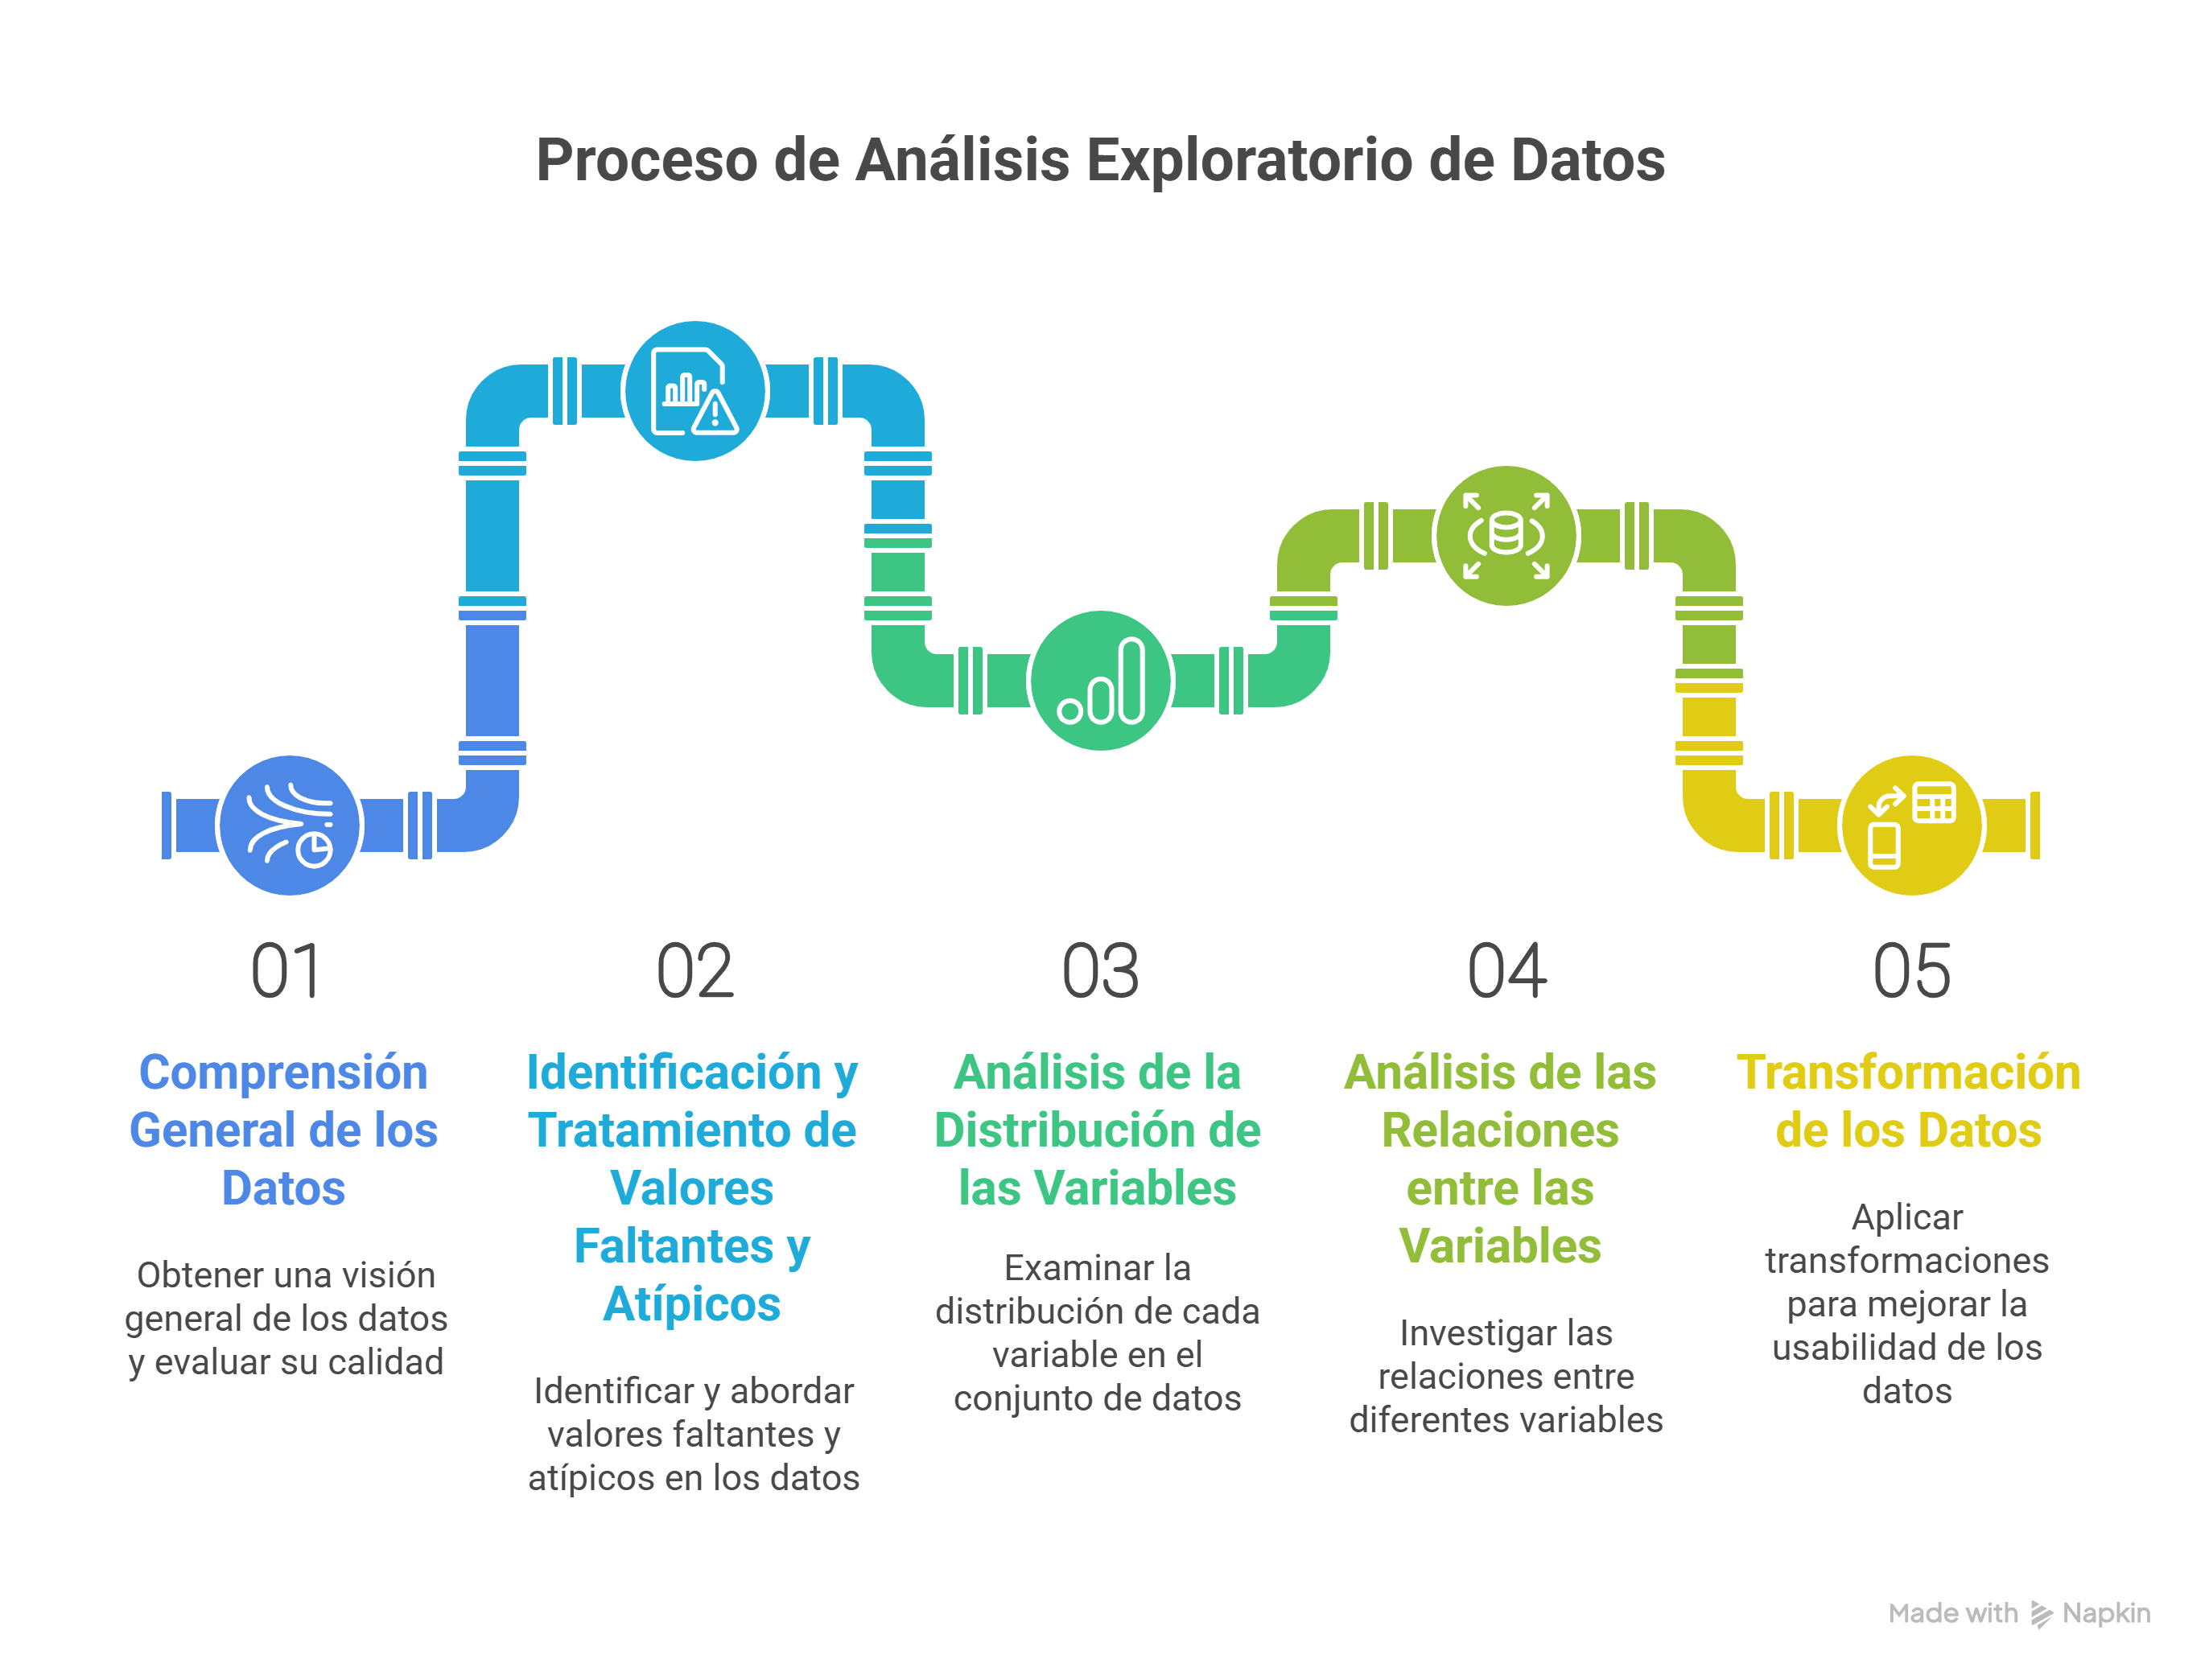 Proceso de Análisis Exploratorio de Datos
01
Comprensión
General de los
Datos
Obtener una visión
general de los datos
y evaluar su calidad
02
Identificación y
Tratamiento de
Valores
Faltantes y
Atípicos
Identificar y abordar
valores faltantes y
atípicos en los datos
03
Análisis de la
Distribución de
las Variables
Examinar la
distribución de cada
variable en el
conjunto de datos
04
Análisis de las
Relaciones
entre las
Variables
Investigar las
relaciones entre
diferentes variables
05
Transformación
de los Datos
Aplicar
transformaciones
para mejorar la
usabilidad de los
datos
Made with Napkin